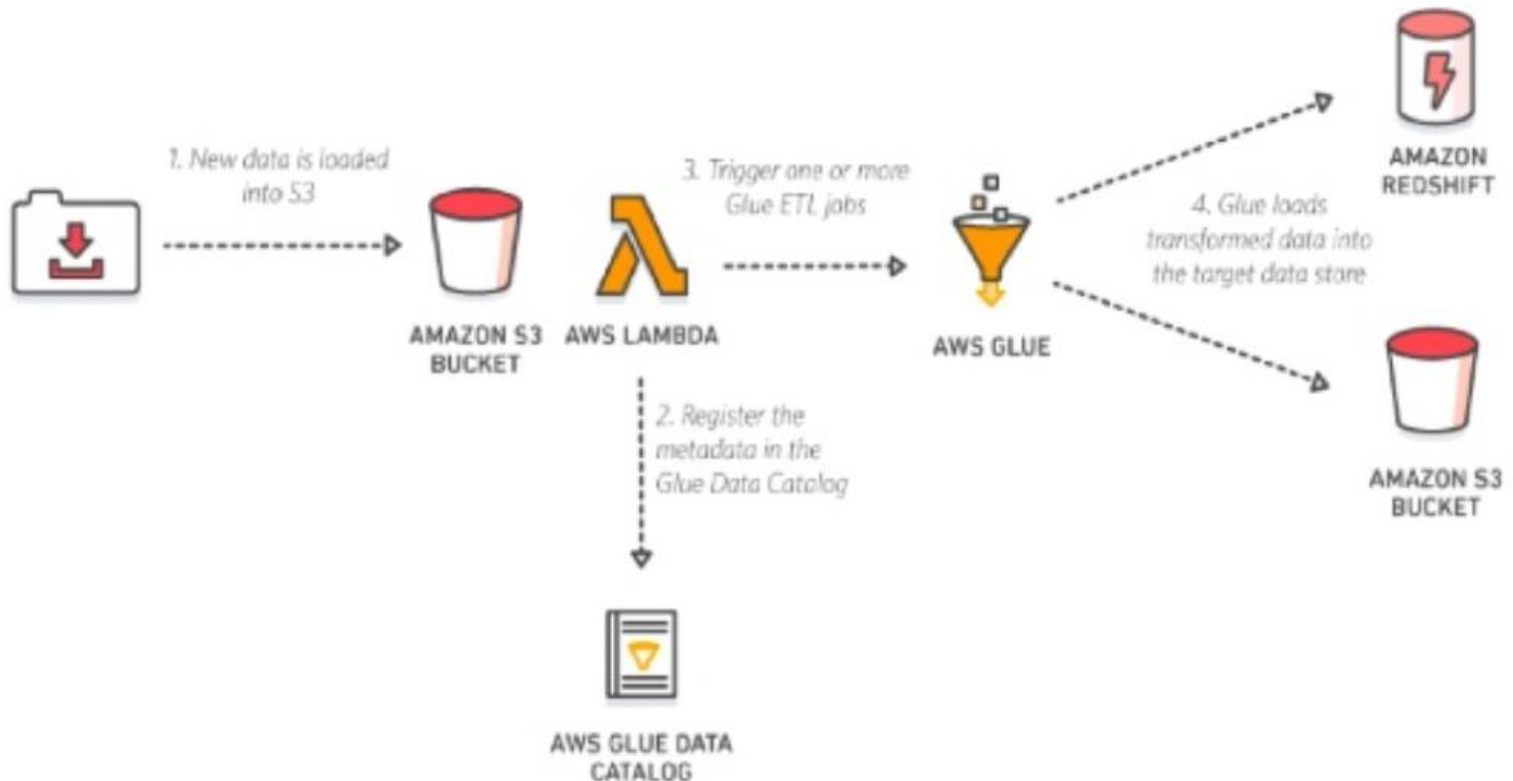 1. New data is loaded
into S3
AMAZON S3
BUCKET
AWS LAMBDA
2. Register the
metadata in the
Glue Data Catalog
AWS GLUE DATA
CATALOG
3. Trigger one or more
Glue ETL jobs
AWS GLUE
4. Glue loads
transformed data into
the target data store
AMAZON
REDSHIFT
AMAZON S3
BUCKET